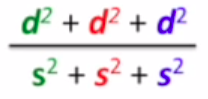 d² + d² + d²
s² + s² + s²